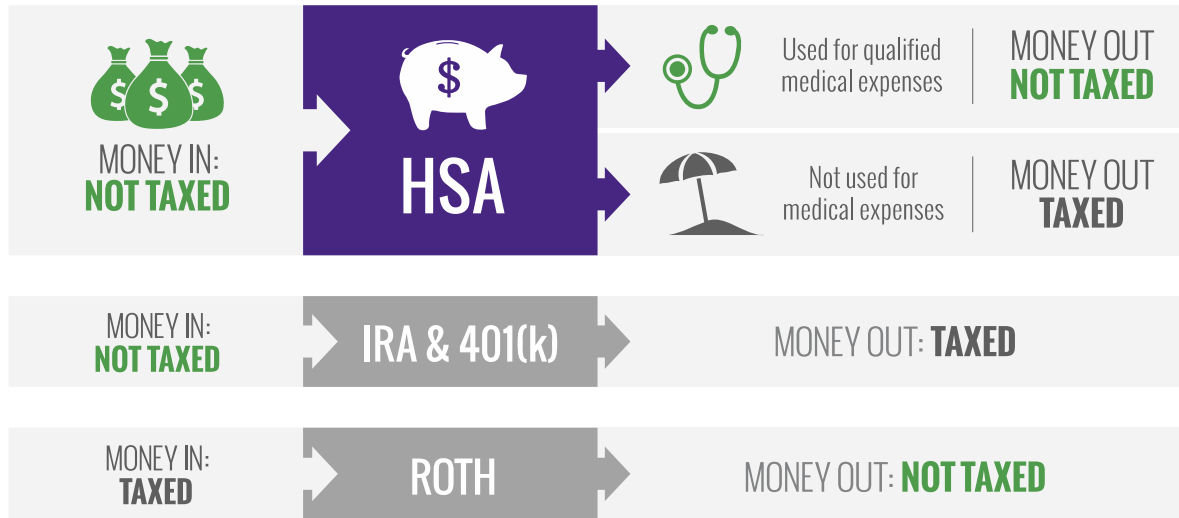 $ $ $
MONEY IN:
NOT TAXED
$
HSA
Used for qualified
medical expenses
MONEY OUT
NOT TAXED
Not used for
medical expenses
MONEY OUT
TAXED
MONEY IN:
NOT TAXED
IRA & 401(k)
MONEY OUT: TAXED
MONEY IN:
TAXED
ROTH
MONEY OUT: NOT TAXED